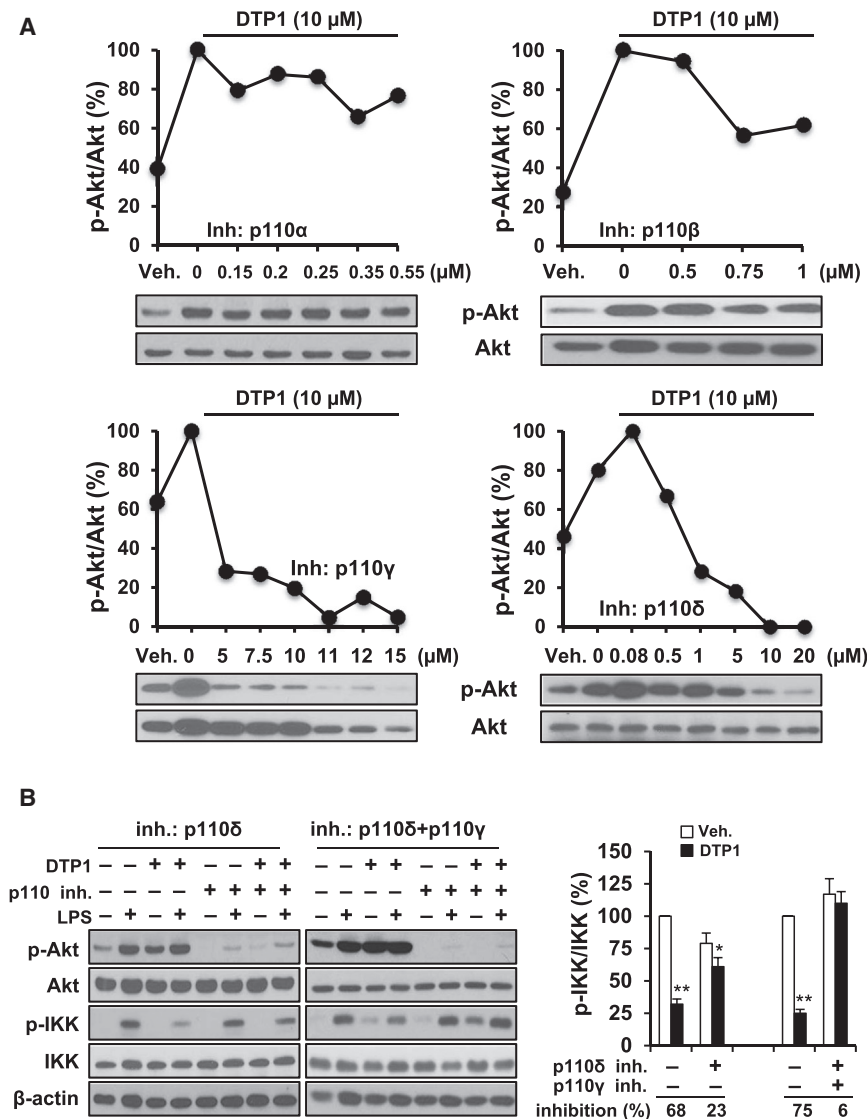 A
DTP1 (10 µM)
p-Akt/Akt (%)
100
80
60
40
20
0
Inh: p110α
Veh. 0 0.15 0.2 0.25 0.35 0.55 (µM)
DTP1 (10 µM)
p-Akt/Akt (%)
100
80
60
40
20
0
Inh: p110β
Veh. 0 0.5 0.75 1 (µM)
p-Akt
Akt
DTP1 (10 µM)
p-Akt/Akt (%)
100
80
60
40
20
0
Inh: p110γ
Veh. 0 5 7.5 10 11 12 15 (µM)
DTP1 (10 µM)
p-Akt/Akt (%)
100
80
60
40
20
0
Inh: p110δ
Veh. 0 0.08 0.5 1 5 10 20 (µM)
p-Akt
Akt
B
inh.: p110δ inh.: p110δ+p110γ
DTP1 – – + + – – + + – – + + – – + +
p110 inh. – – – – + + + + – – – – + + + +
LPS – + – + – + – + – + – + – + – +
p-Akt
Akt
p-IKK
IKK
β-actin
Veh.
DTP1
p-IKK/IKK (%)
150
125
100
75
50
25
0
** * **
p110δ inh. – + – +
p110γ inh. – – – +
inhibition (%) 68 23 75 6